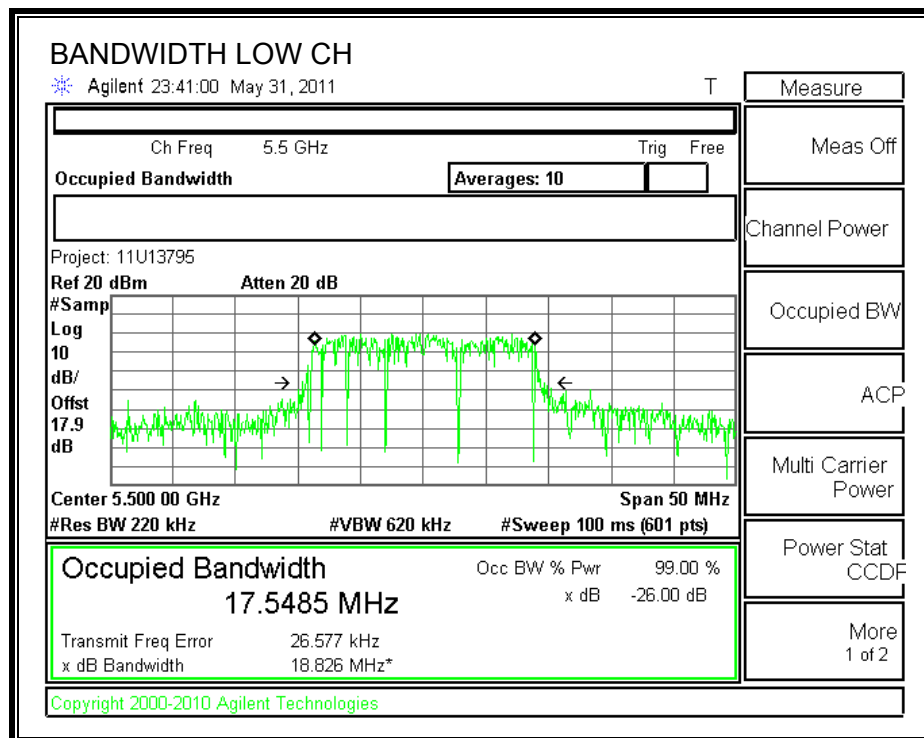 BANDWIDTH LOW CH
Agilent 23:41:00 May 31, 2011 T
Measure
Ch Freq 5.5 GHz Trig Free
Meas Off
Occupied Bandwidth Averages: 10
Channel Power
Project: 11U13795
Ref 20 dBm Atten 20 dB
#Samp
Log
10
dB/
Offst
17.9
dB
Occupied BW
ACP
Multi Carrier
Power
Center 5.500 00 GHz Span 50 MHz
#Res BW 220 kHz #VBW 620 kHz #Sweep 100 ms (601 pts)
Power Stat
CCDF
Occupied Bandwidth Occ BW % Pwr 99.00 %
17.5485 MHz x dB -26.00 dB
Transmit Freq Error 26.577 kHz
x dB Bandwidth 18.826 MHz*
More
1 of 2
Copyright 2000-2010 Agilent Technologies